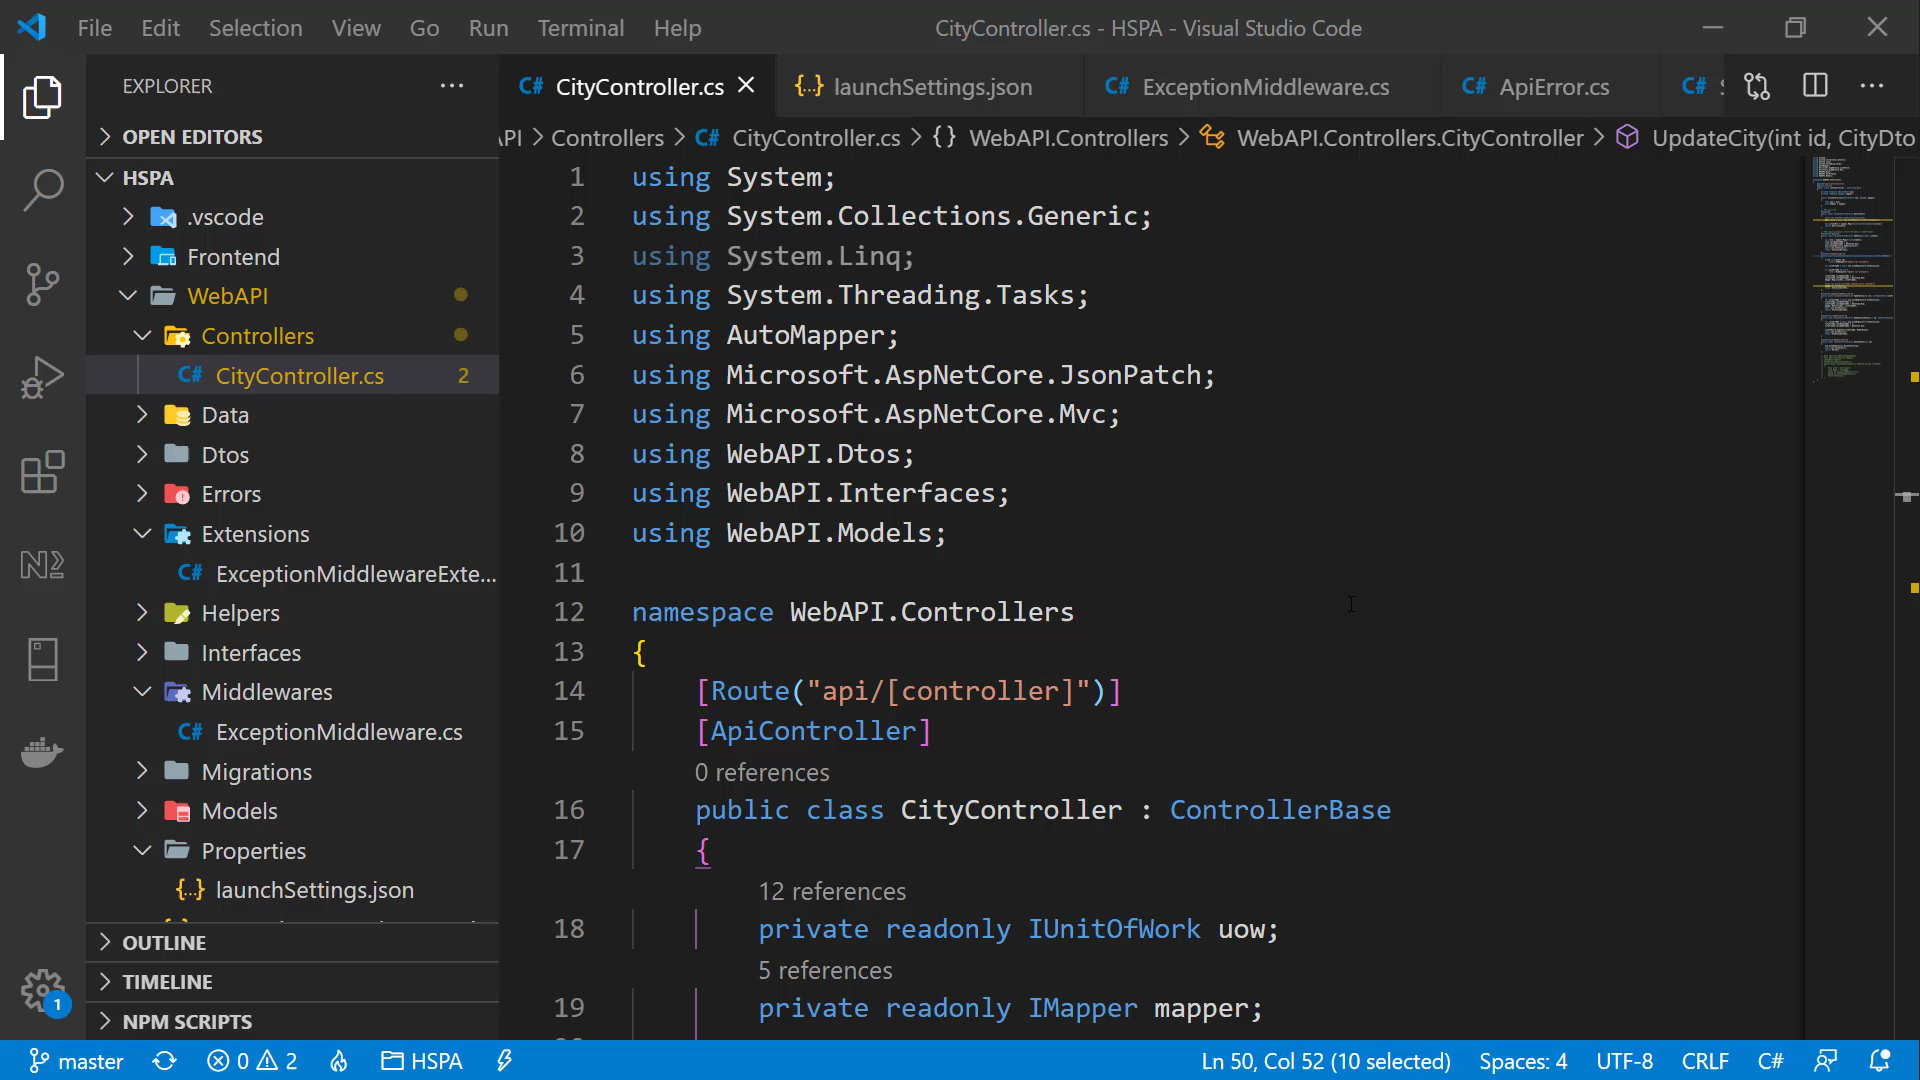 File Edit Selection View Go Run Terminal Help
CityController.cs - HSPA - Visual Studio Code
EXPLORER
OPEN EDITORS
HSPA
.vscode
Frontend
WebAPI
Controllers
C# CityController.cs 2
Data
Dtos
Errors
Extensions
C# ExceptionMiddlewareExte...
Helpers
Interfaces
Middlewares
C# ExceptionMiddleware.cs
Migrations
Models
Properties
{..} launchSettings.json
OUTLINE
TIMELINE
NPM SCRIPTS
1
C# CityController.cs
{..} launchSettings.json
C# ExceptionMiddleware.cs
C# ApiError.cs
C#
Controllers > C# CityController.cs > {} WebAPI.Controllers > WebAPI.Controllers.CityController > UpdateCity(int id, CityDto
1 using System;
2 using System.Collections.Generic;
3 using System.Linq;
4 using System.Threading.Tasks;
5 using AutoMapper;
6 using Microsoft.AspNetCore.JsonPatch;
7 using Microsoft.AspNetCore.Mvc;
8 using WebAPI.Dtos;
9 using WebAPI.Interfaces;
10 using WebAPI.Models;
11
12 namespace WebAPI.Controllers
13 {
14 [Route("api/[controller]")]
15 [ApiController]
0 references
16 public class CityController : ControllerBase
17 {
12 references
18 private readonly IUnitOfWork uow;
5 references
19 private readonly IMapper mapper;
master 0 2 HSPA
Ln 50, Col 52 (10 selected) Spaces: 4 UTF-8 CRLF C#